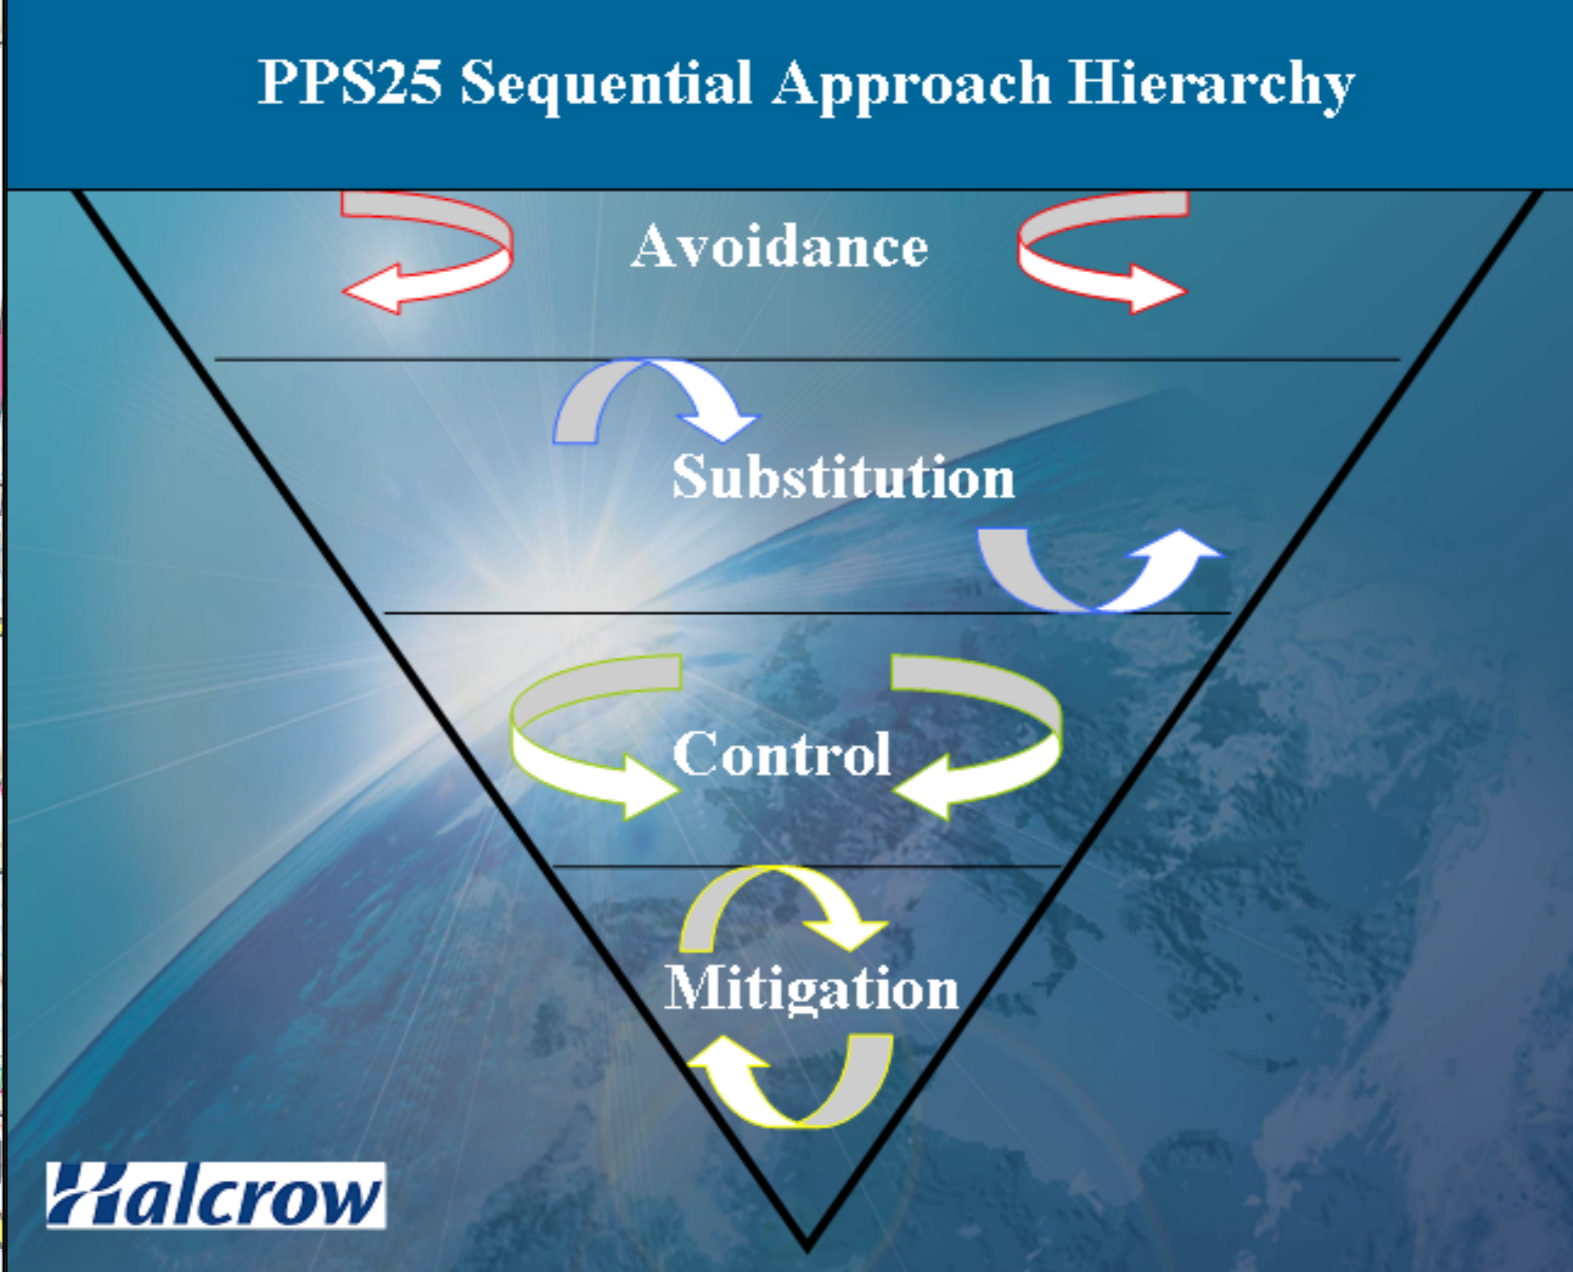 PPS25 Sequential Approach Hierarchy
Avoidance
Substitution
Control
Mitigation
Halcrow